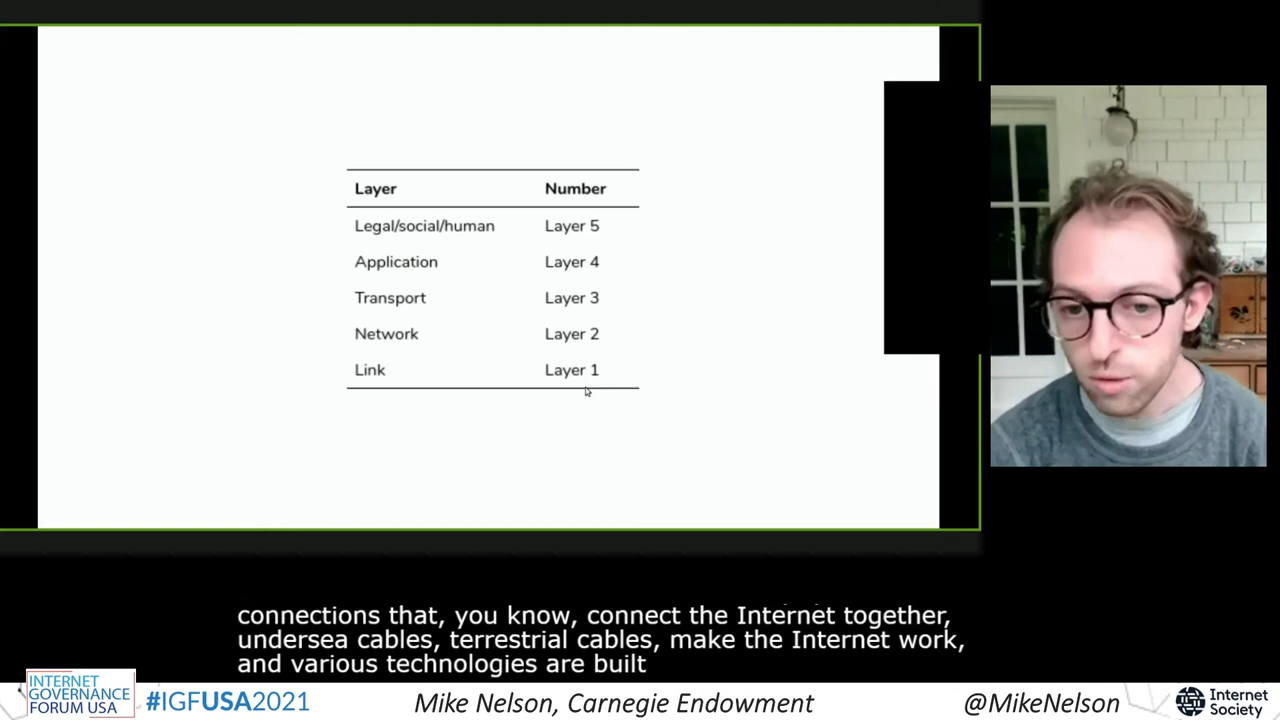 Layer Number
Legal/social/human Layer 5
Application Layer 4
Transport Layer 3
Network Layer 2
Link Layer 1
connections that, you know, connect the Internet together,
undersea cables, terrestrial cables, make the Internet work,
and various technologies are built
INTERNET
GOVERNANCE
FORUM USA
#IGFUSA2021
Mike Nelson, Carnegie Endowment
@MikeNelson
Internet
Society